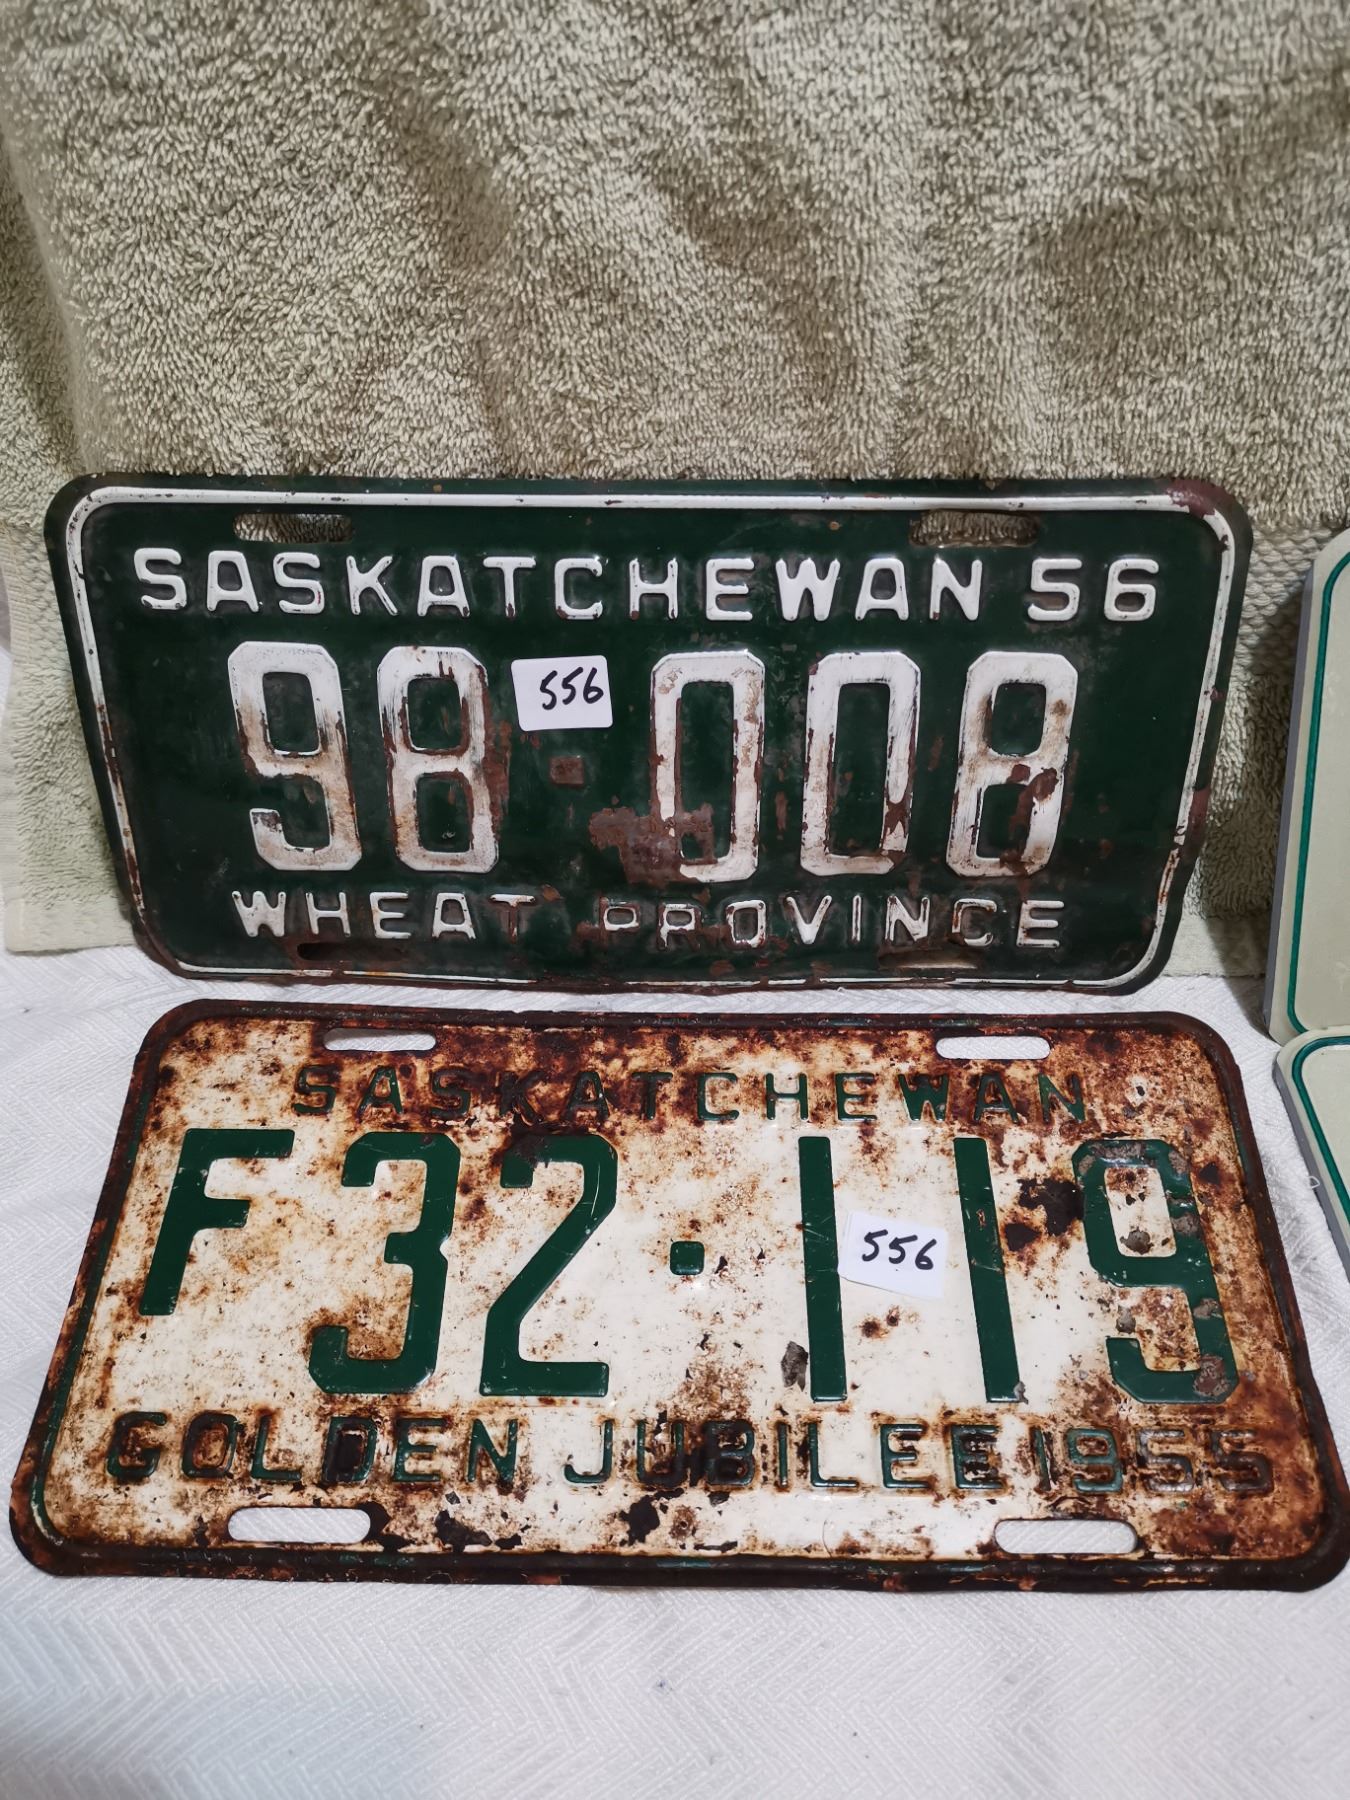 SASKATCHEWAN 56
98 · 008
556
WHEAT PROVINCE
SASKATCHEWAN
F32·119
556
GOLDEN JUBILEE 1955